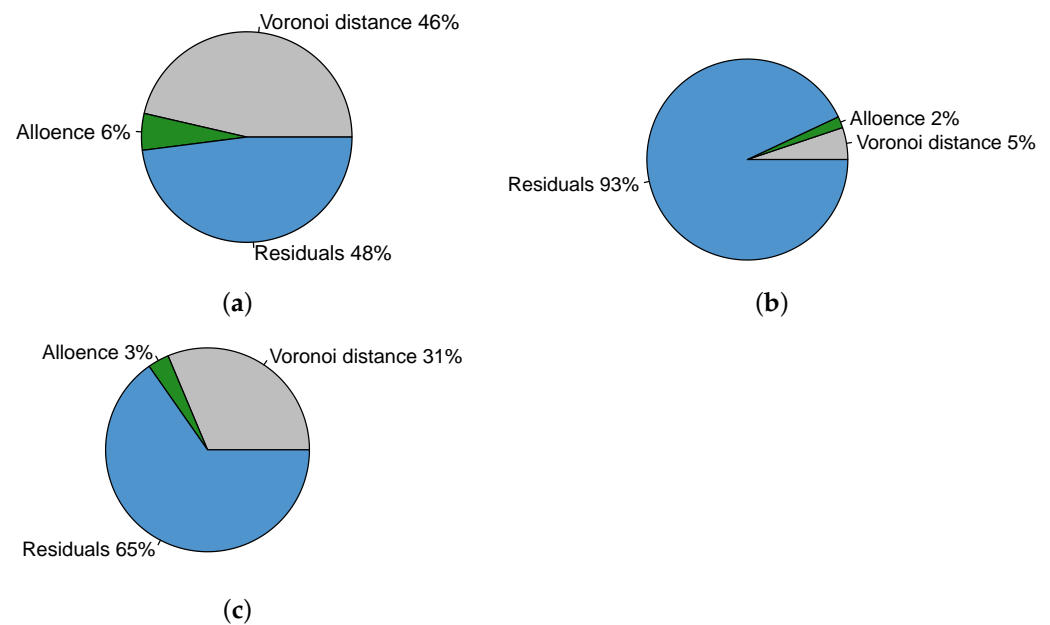 Voronoi distance 46%
Alloence 6%
Residuals 48%
(a)
Alloence 2%
Voronoi distance 5%
Residuals 93%
(b)
Alloence 3%
Voronoi distance 31%
Residuals 65%
(c)